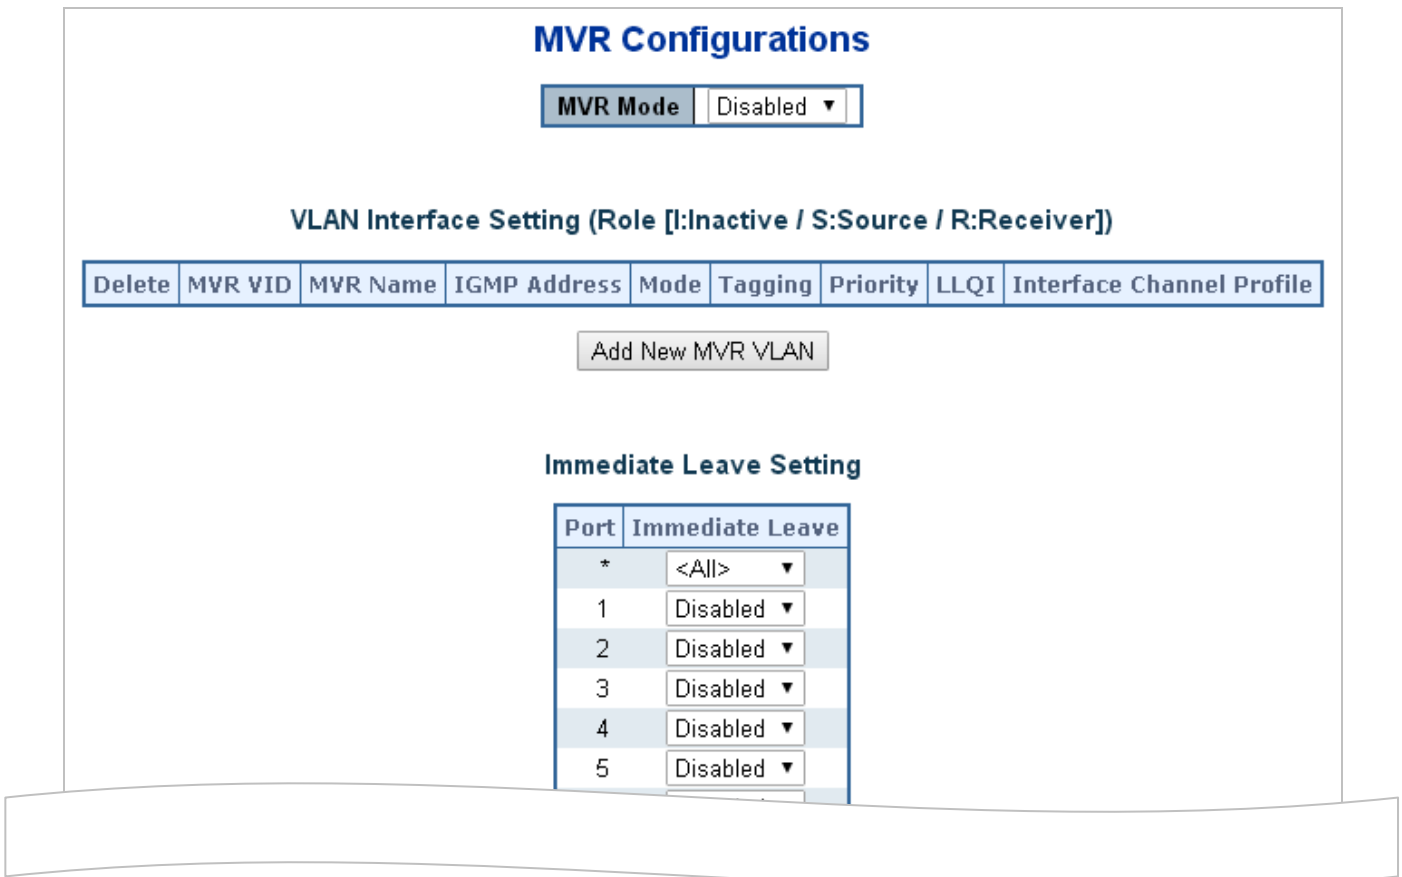 MVR Configurations
MVR Mode Disabled
VLAN Interface Setting (Role [I:Inactive / S:Source / R:Receiver])
Delete MVR VID MVR Name IGMP Address Mode Tagging Priority LLQI Interface Channel Profile
Add New MVR VLAN
Immediate Leave Setting
Port Immediate Leave
* <All>
1 Disabled
2 Disabled
3 Disabled
4 Disabled
5 Disabled